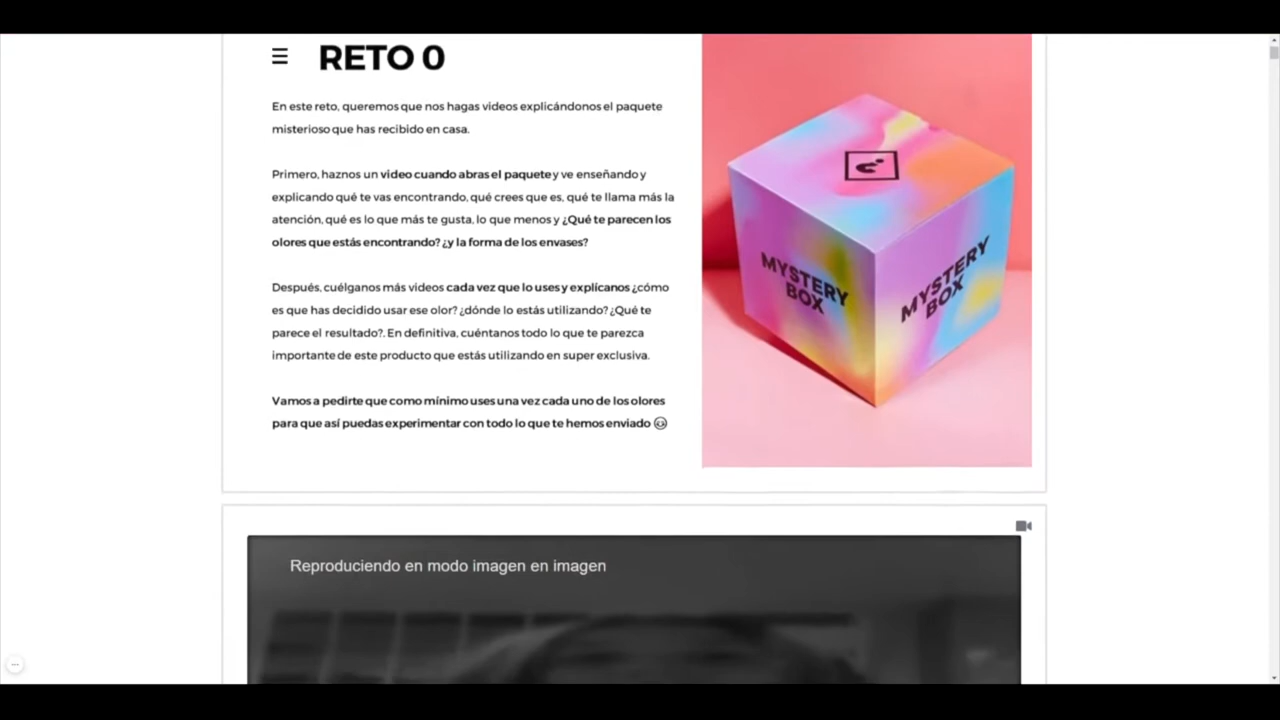 RETO 0
En este reto, queremos que nos hagas videos explicándonos el paquete
misterioso que has recibido en casa.
Primero, haznos un video cuando abras el paquete y ve enseñando y
explicando qué te vas encontrando, qué crees que es, qué te llama más la
atención, qué es lo que más te gusta, lo que menos y ¿Qué te parecen los
olores que estás encontrando? ¿y la forma de los envases?
Después, cuélganos más videos cada vez que lo uses y explícanos ¿cómo
es que has decidido usar ese olor? ¿dónde lo estás utilizando? ¿Qué te
parece el resultado?. En definitiva, cuéntanos todo lo que te parezca
importante de este producto que estás utilizando en super exclusiva.
Vamos a pedirte que como mínimo uses una vez cada uno de los olores
para que así puedas experimentar con todo lo que te hemos enviado
MYSTERY
BOX
MYSTERY
BOX
Reproduciendo en modo imagen en imagen